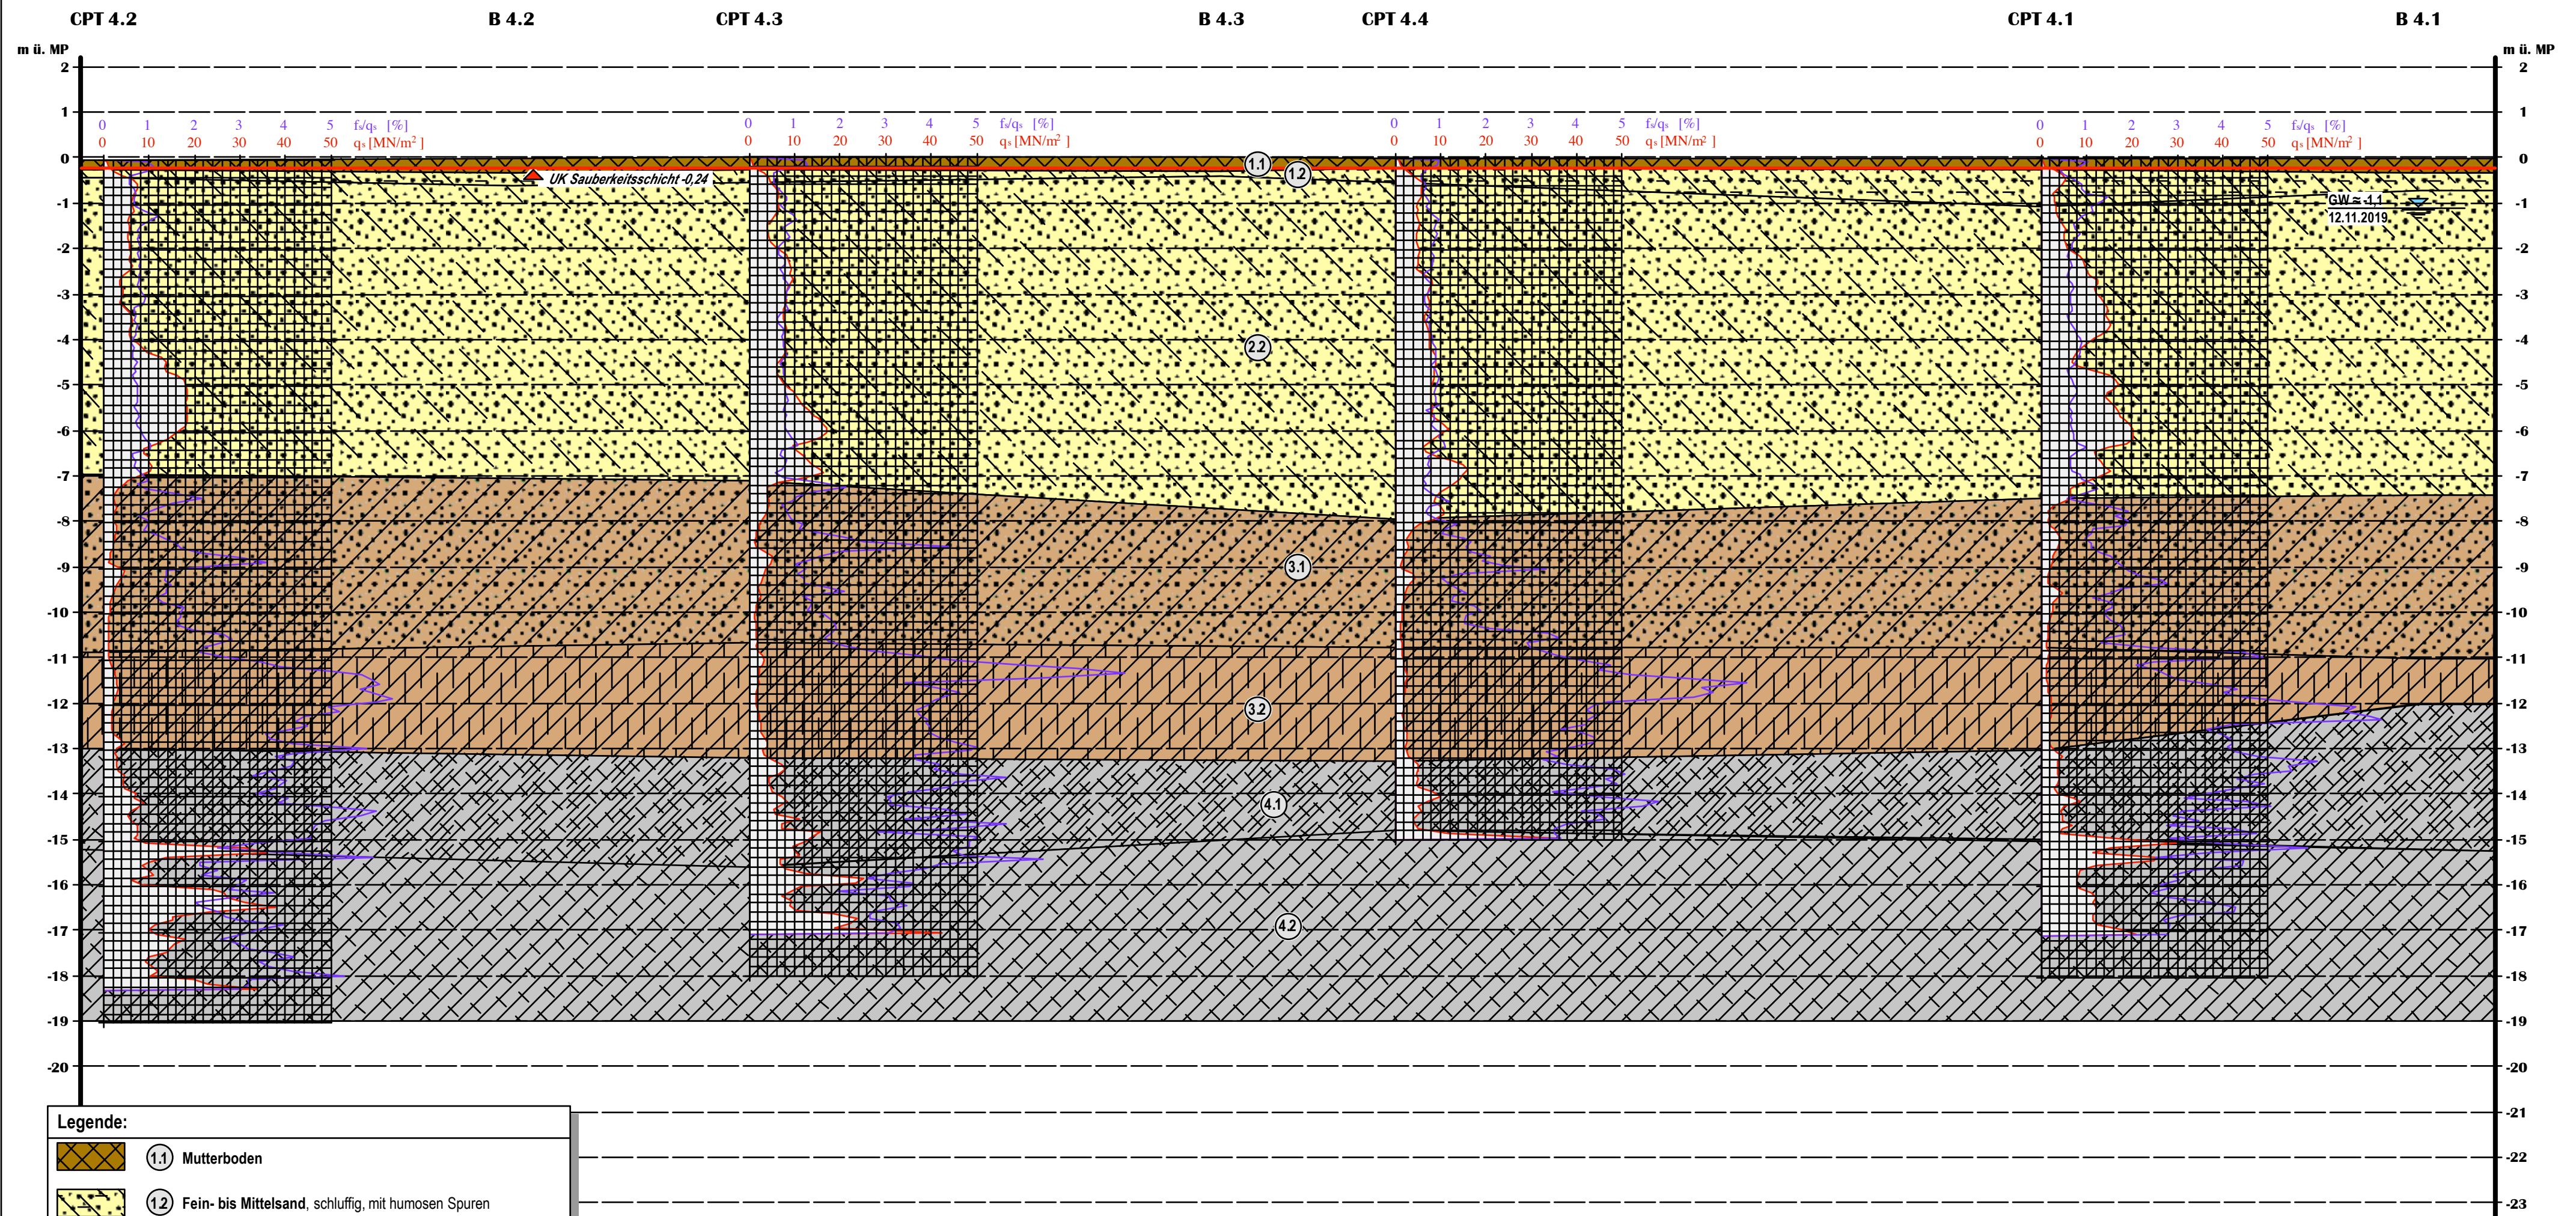 CPT 4.2 B 4.2 CPT 4.3 B 4.3 CPT 4.4 CPT 4.1 B 4.1
m ü. MP m ü. MP
2 2
1 1
0 1 2 3 4 5 fs/qs [%] 0 1 2 3 4 5 fs/qs [%] 0 1 2 3 4 5 fs/qs [%] 0 1 2 3 4 5 fs/qs [%]
0 10 20 30 40 50 qs [MN/m²] 0 10 20 30 40 50 qs [MN/m²] 0 10 20 30 40 50 qs [MN/m²] 0 10 20 30 40 50 qs [MN/m²]
0 1.1 0
UK Sauberkeitsschicht -0,24 1.2
-1 GW ≃ -1,1 -1
12.11.2019
-2 -2
-3 -3
-4 2.2 -4
-5 -5
-6 -6
-7 -7
-8 -8
-9 3.1 -9
-10 -10
-11 -11
-12 3.2 -12
-13 -13
-14 4.1 -14
-15 -15
-16 -16
-17 4.2 -17
-18 -18
-19 -19
-20 -20
-21
Legende:
1.1 Mutterboden -22
1.2 Fein- bis Mittelsand, schluffig, mit humosen Spuren -23